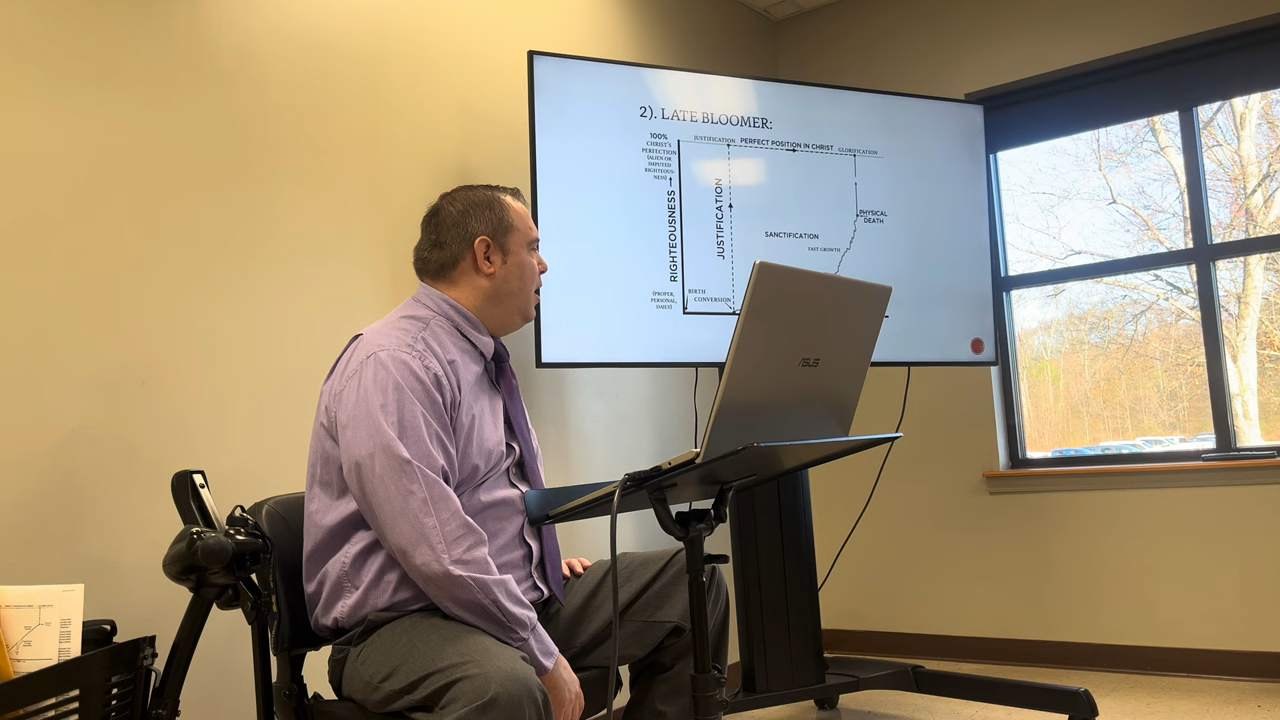 2). LATE BLOOMER:
100%
CHRIST'S
PERFECTION
(ALIEN OR
IMPUTED
RIGHTEOUS-
NESS)
JUSTIFICATION
PERFECT POSITION IN CHRIST
GLORIFICATION
RIGHTEOUSNESS
JUSTIFICATION
PHYSICAL
DEATH
SANCTIFICATION
FAST GROWTH
(PROPER,
PERSONAL,
DAILY)
BIRTH
CONVERSION
ASUS